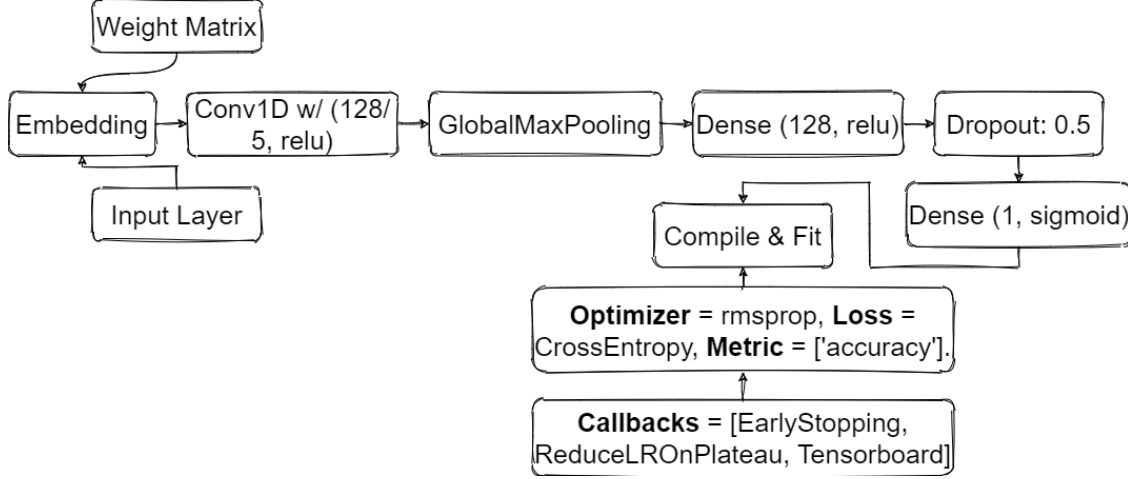 Weight Matrix
Embedding
Conv1D w/ (128/
5, relu)
GlobalMaxPooling
Dense (128, relu)
Dropout: 0.5
Input Layer
Dense (1, sigmoid)
Compile & Fit
Optimizer = rmsprop, Loss =
CrossEntropy, Metric = ['accuracy'].
Callbacks = [EarlyStopping,
ReduceLROnPlateau, Tensorboard]